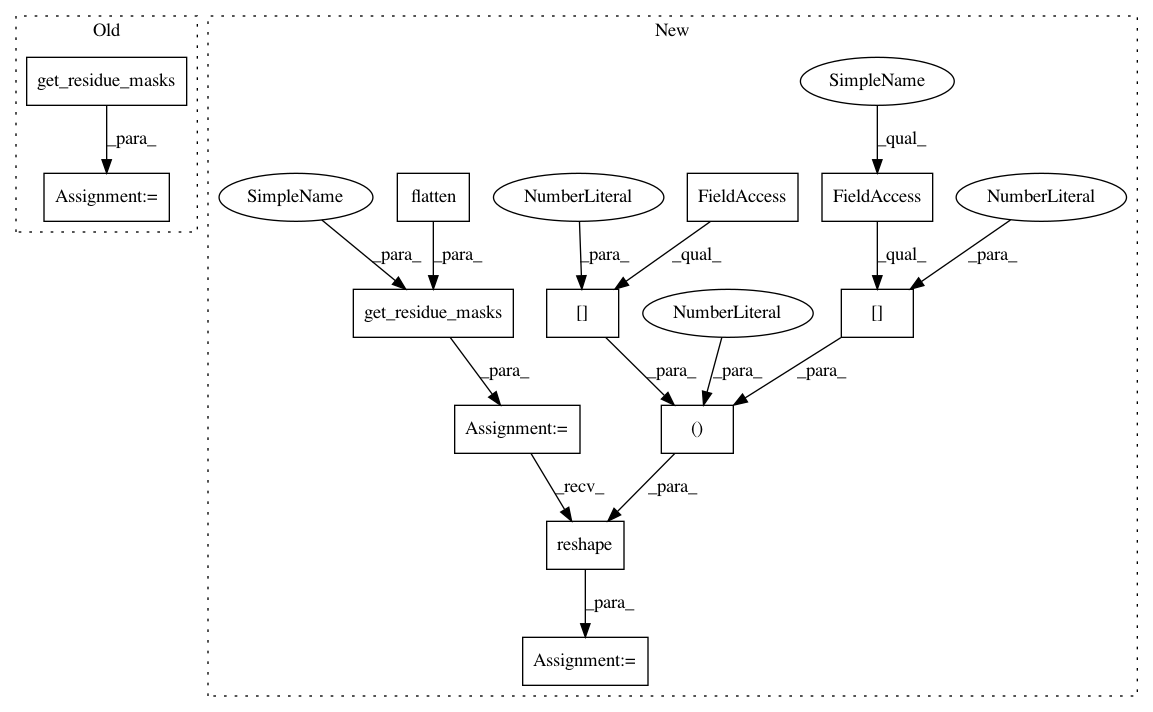 Old
New
get_residue_masks
SimpleName
_para_
_qual_
Assignment:=
SimpleName
flatten
NumberLiteral
FieldAccess
FieldAccess
NumberLiteral
_para_
_para_
_para_
_qual_
_qual_
_para_
get_residue_masks
[]
NumberLiteral
[]
_para_
_para_
_para_
_para_
Assignment:=
()
_recv_
_para_
reshape
_para_
Assignment:=